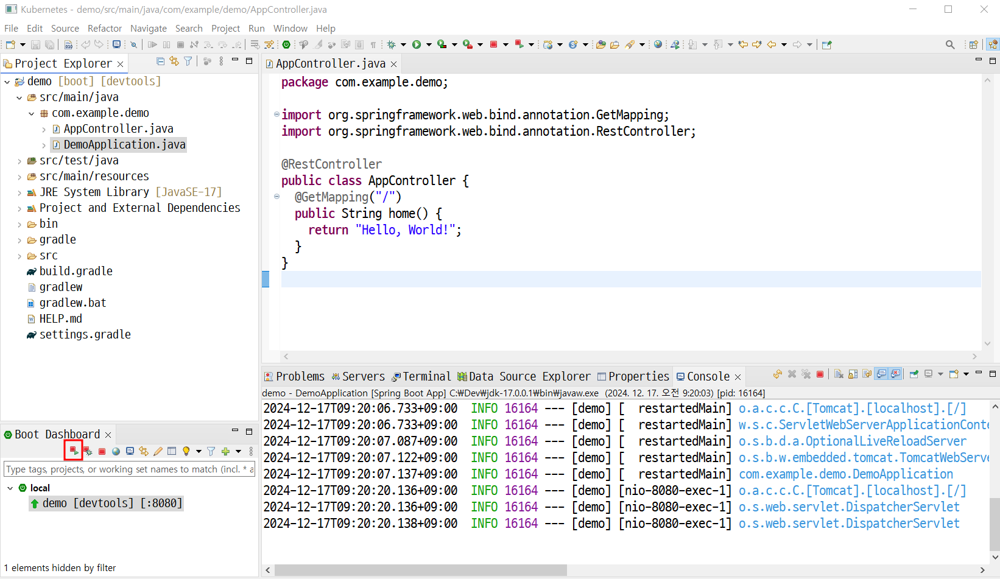 Kubernetes - demo/src/main/java/com/example/demo/AppController.java
File Edit Source Refactor Navigate Search Project Run Window Help
Project Explorer
demo [boot] [devtools]
src/main/java
com.example.demo
AppController.java
DemoApplication.java
src/test/java
src/main/resources
JRE System Library [JavaSE-17]
Project and External Dependencies
bin
gradle
src
build.gradle
gradlew
gradlew.bat
HELP.md
settings.gradle
AppController.java
package com.example.demo;
import org.springframework.web.bind.annotation.GetMapping;
import org.springframework.web.bind.annotation.RestController;
@RestController
public class AppController {
@GetMapping("/")
public String home() {
return "Hello, World!";
}
}
Boot Dashboard
Type tags, projects, or working set names to match (incl. * a
local
demo [devtools] [:8080]
1 elements hidden by filter
Problems Servers Terminal Data Source Explorer Properties Console
demo - DemoApplication [Spring Boot App] C:₩Dev₩jdk-17.0.0.1₩bin₩javaw.exe (2024. 12. 17. 오전 9:20:03) [pid: 16164]
2024-12-17T09:20:06.733+09:00 INFO 16164 --- [demo] [ restartedMain] o.a.c.c.C.[Tomcat].[localhost].[/]
2024-12-17T09:20:06.733+09:00 INFO 16164 --- [demo] [ restartedMain] w.s.c.ServletWebServerApplicationConte
2024-12-17T09:20:07.087+09:00 INFO 16164 --- [demo] [ restartedMain] o.s.b.d.a.OptionalLiveReloadServer
2024-12-17T09:20:07.122+09:00 INFO 16164 --- [demo] [ restartedMain] o.s.b.w.embedded.tomcat.TomcatWebServe
2024-12-17T09:20:07.137+09:00 INFO 16164 --- [demo] [ restartedMain] com.example.demo.DemoApplication
2024-12-17T09:20:20.136+09:00 INFO 16164 --- [demo] [nio-8080-exec-1] o.a.c.c.C.[Tomcat].[localhost].[/]
2024-12-17T09:20:20.136+09:00 INFO 16164 --- [demo] [nio-8080-exec-1] o.s.web.servlet.DispatcherServlet
2024-12-17T09:20:20.138+09:00 INFO 16164 --- [demo] [nio-8080-exec-1] o.s.web.servlet.DispatcherServlet